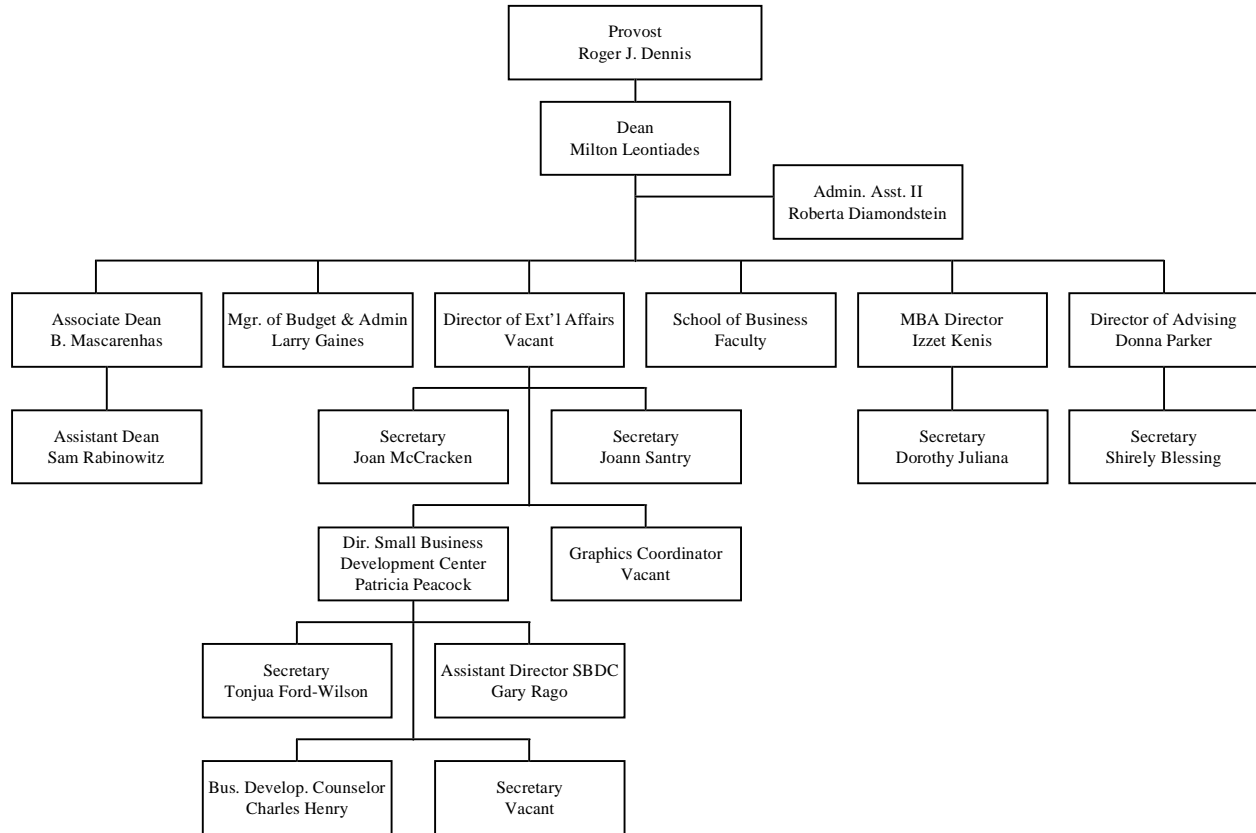 Provost
Roger J. Dennis
Dean
Milton Leontiades
Admin. Asst. II
Roberta Diamondstein
Associate Dean
B. Mascarenhas
Mgr. of Budget & Admin
Larry Gaines
Director of Ext’l Affairs
Vacant
School of Business
Faculty
MBA Director
Izzet Kenis
Director of Advising
Donna Parker
Assistant Dean
Sam Rabinowitz
Secretary
Joan McCracken
Secretary
Joann Santry
Secretary
Dorothy Juliana
Secretary
Shirely Blessing
Dir. Small Business
Development Center
Patricia Peacock
Graphics Coordinator
Vacant
Secretary
Tonjua Ford-Wilson
Assistant Director SBDC
Gary Rago
Bus. Develop. Counselor
Charles Henry
Secretary
Vacant